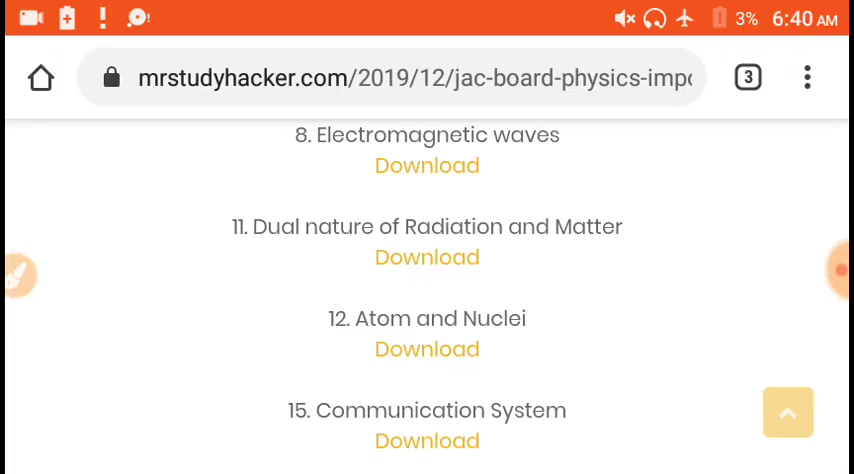 3% 6:40 AM
mrstudyhacker.com/2019/12/jac-board-physics-impo
3
8. Electromagnetic waves
Download
11. Dual nature of Radiation and Matter
Download
12. Atom and Nuclei
Download
15. Communication System
Download